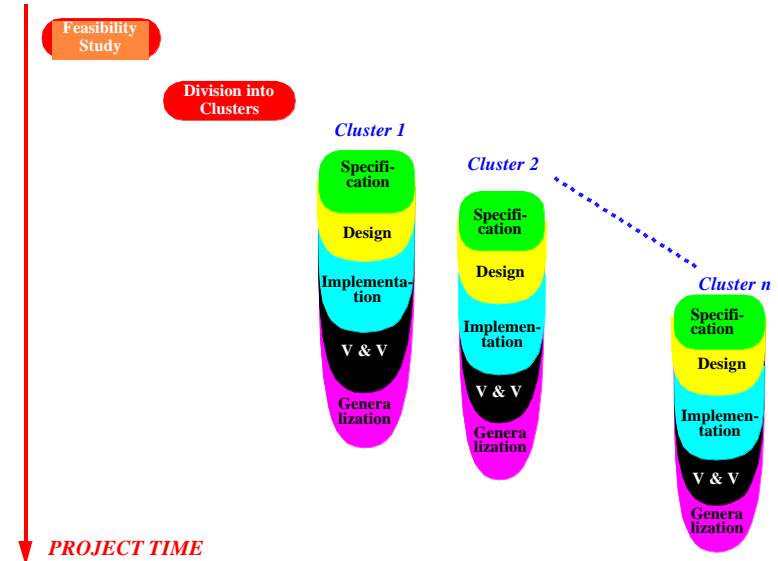 Feasibility
Study
Division into
Clusters
Cluster 1
Specifi-
cation
Design
Implementa-
tion
V & V
Genera
lization
Cluster 2
Specifi-
cation
Design
Implemen-
tation
V & V
Genera
lization
Cluster n
Specifi-
cation
Design
Implemen-
tation
V & V
Genera
lization
PROJECT TIME